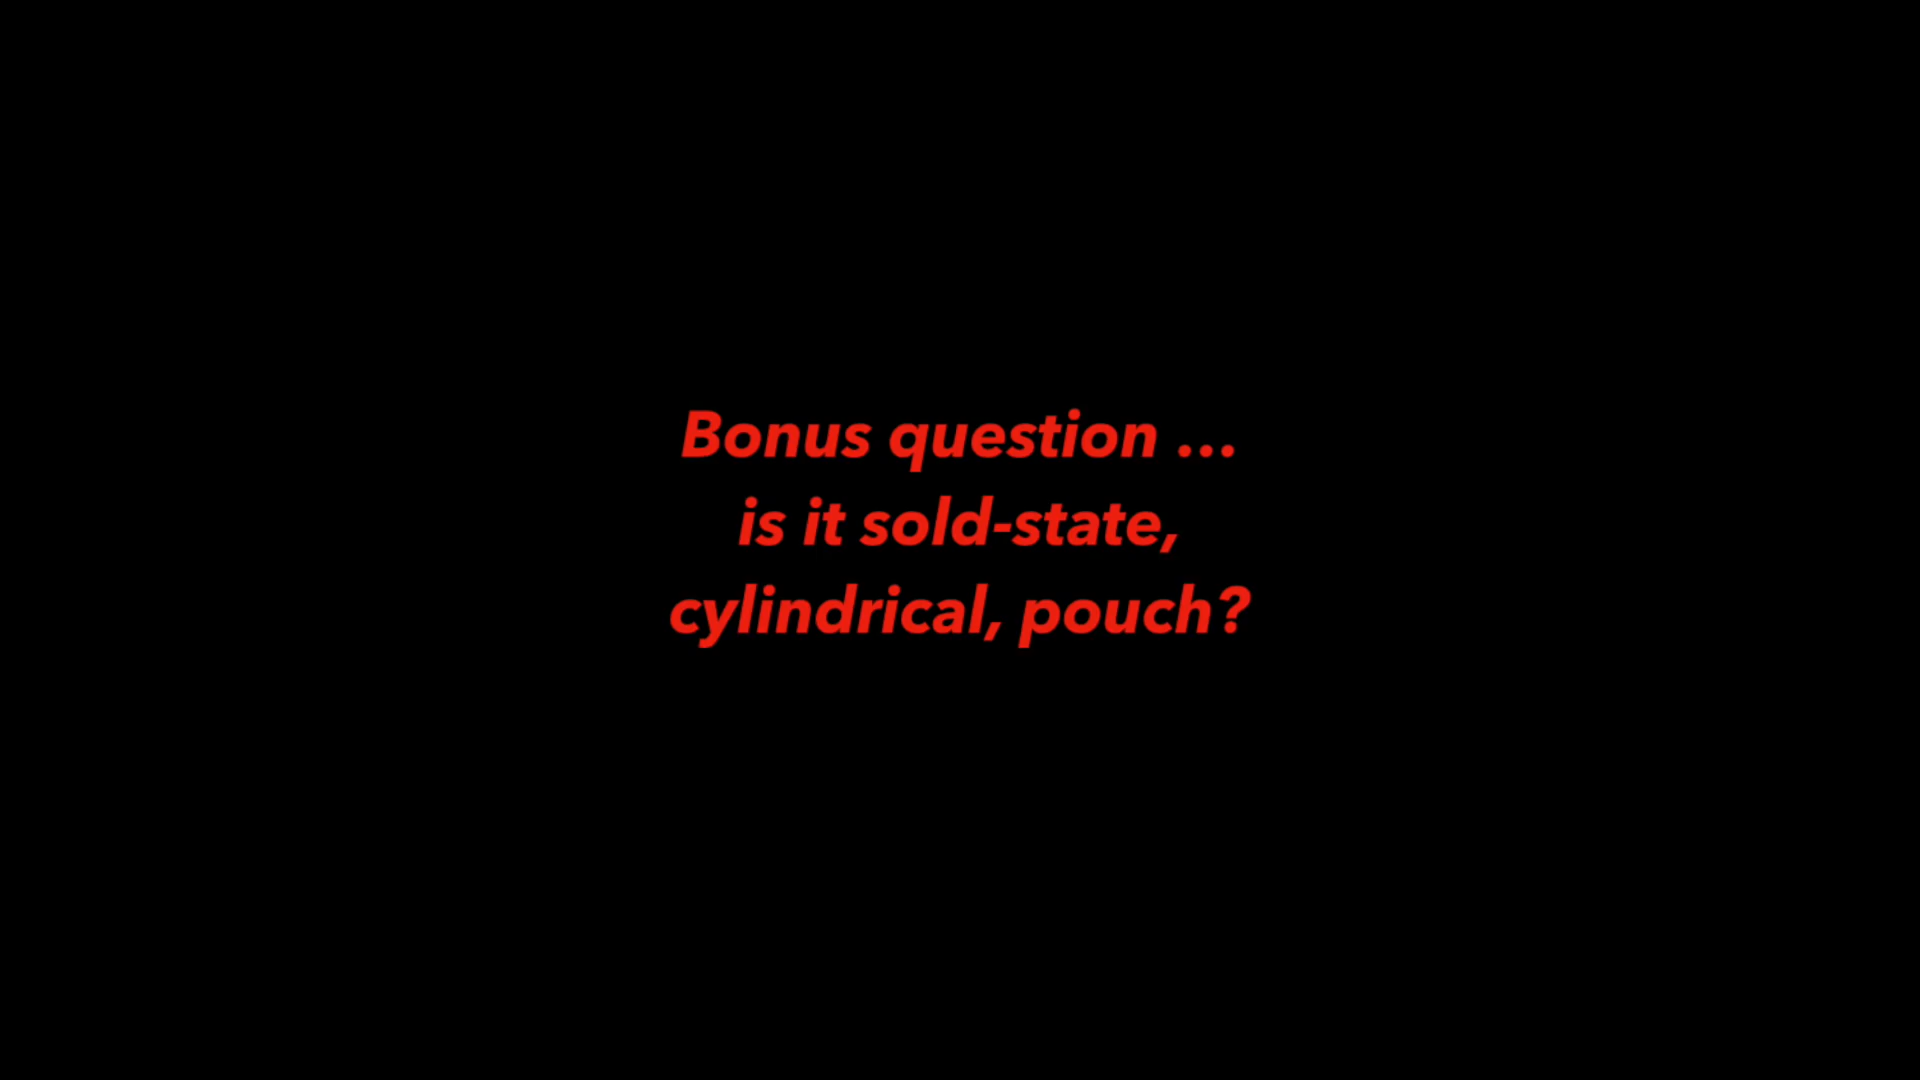 Bonus question ...
is it sold-state,
cylindrical, pouch?